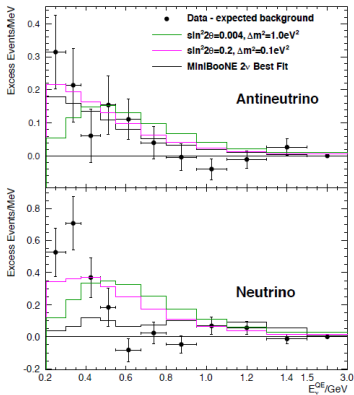 Excess Events/MeV
0.4
0.3
0.2
0.1
0.0
Data - expected background
sin²2θ=0.004, Δm²=1.0eV²
sin²2θ=0.2, Δm²=0.1eV²
MiniBooNE 2ν Best Fit
Antineutrino
Excess Events/MeV
0.8
0.6
0.4
0.2
0.0
Neutrino
0.2 0.4 0.6 0.8 1.0 1.2 1.4 1.5 3.0
E_ν^QE/GeV